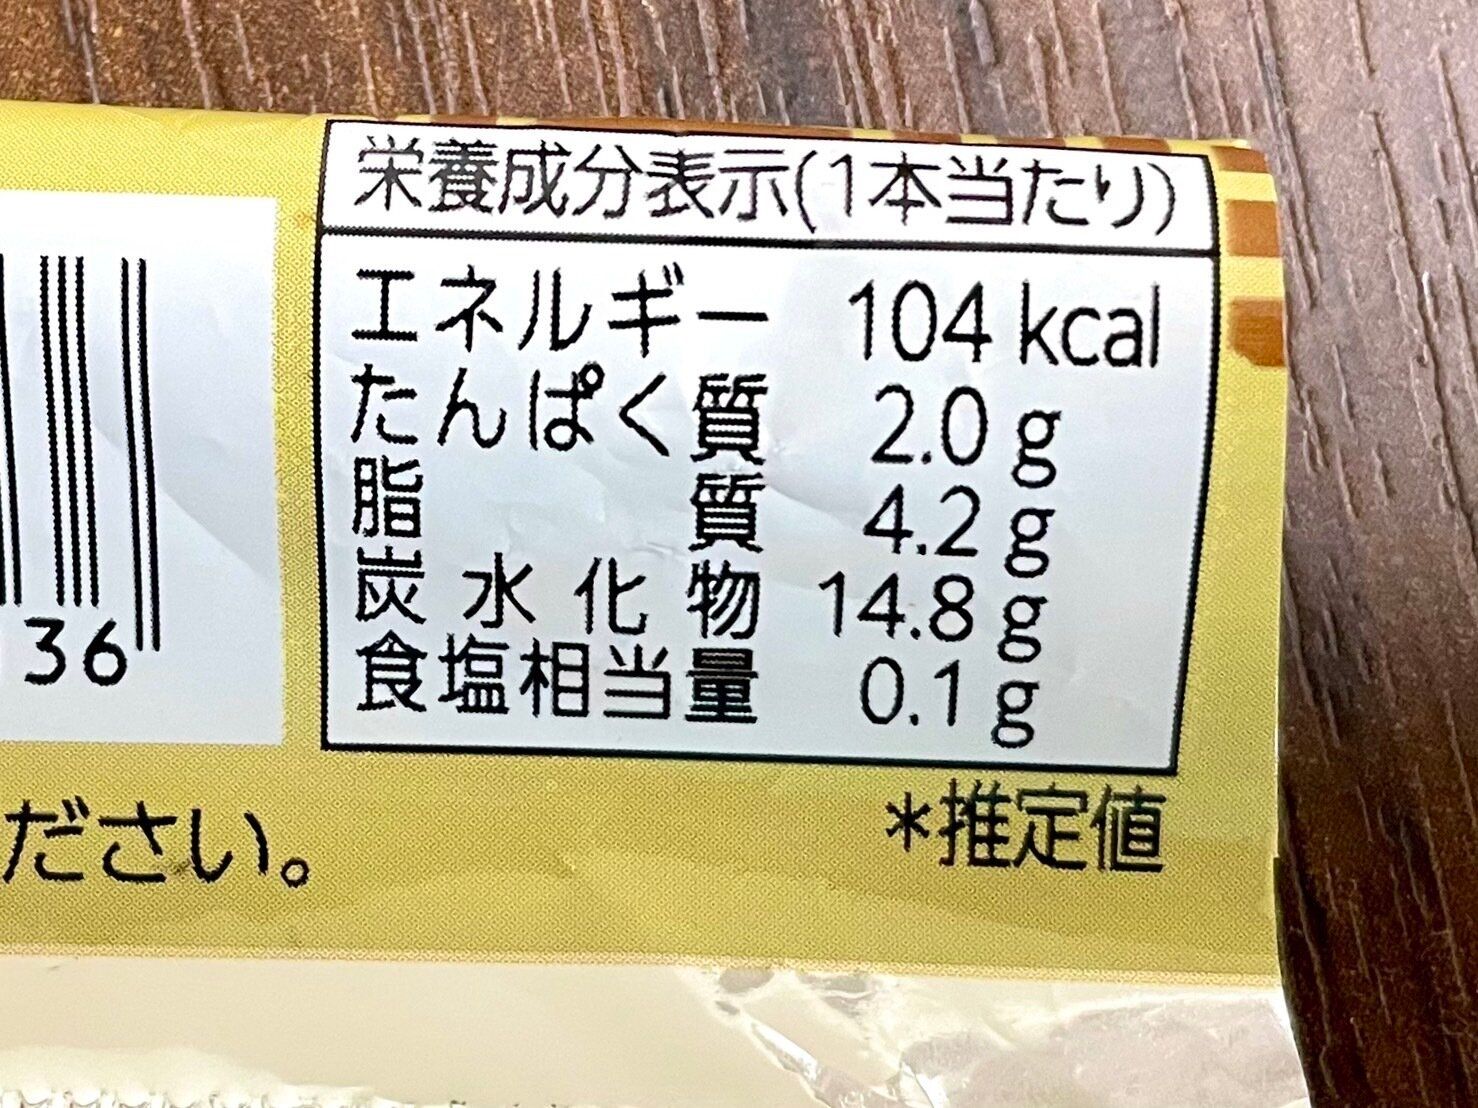 栄養成分表示(1本当たり)
エネルギー 104 kcal
たんぱく質 2.0 g
脂質 4.2 g
炭水化物 14.8 g
食塩相当量 0.1 g
*推定値
36
ださい。